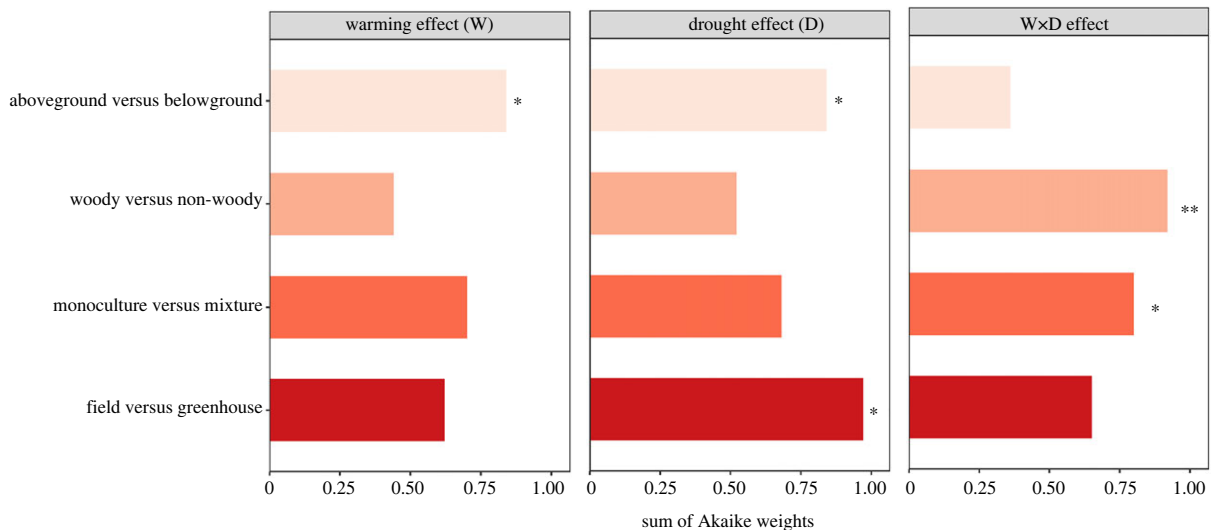 warming effect (W)
drought effect (D)
W×D effect
aboveground versus belowground
*
*
woody versus non-woody
**
monoculture versus mixture
*
field versus greenhouse
*
0 0.25 0.50 0.75 1.00
0 0.25 0.50 0.75 1.00
0 0.25 0.50 0.75 1.00
sum of Akaike weights